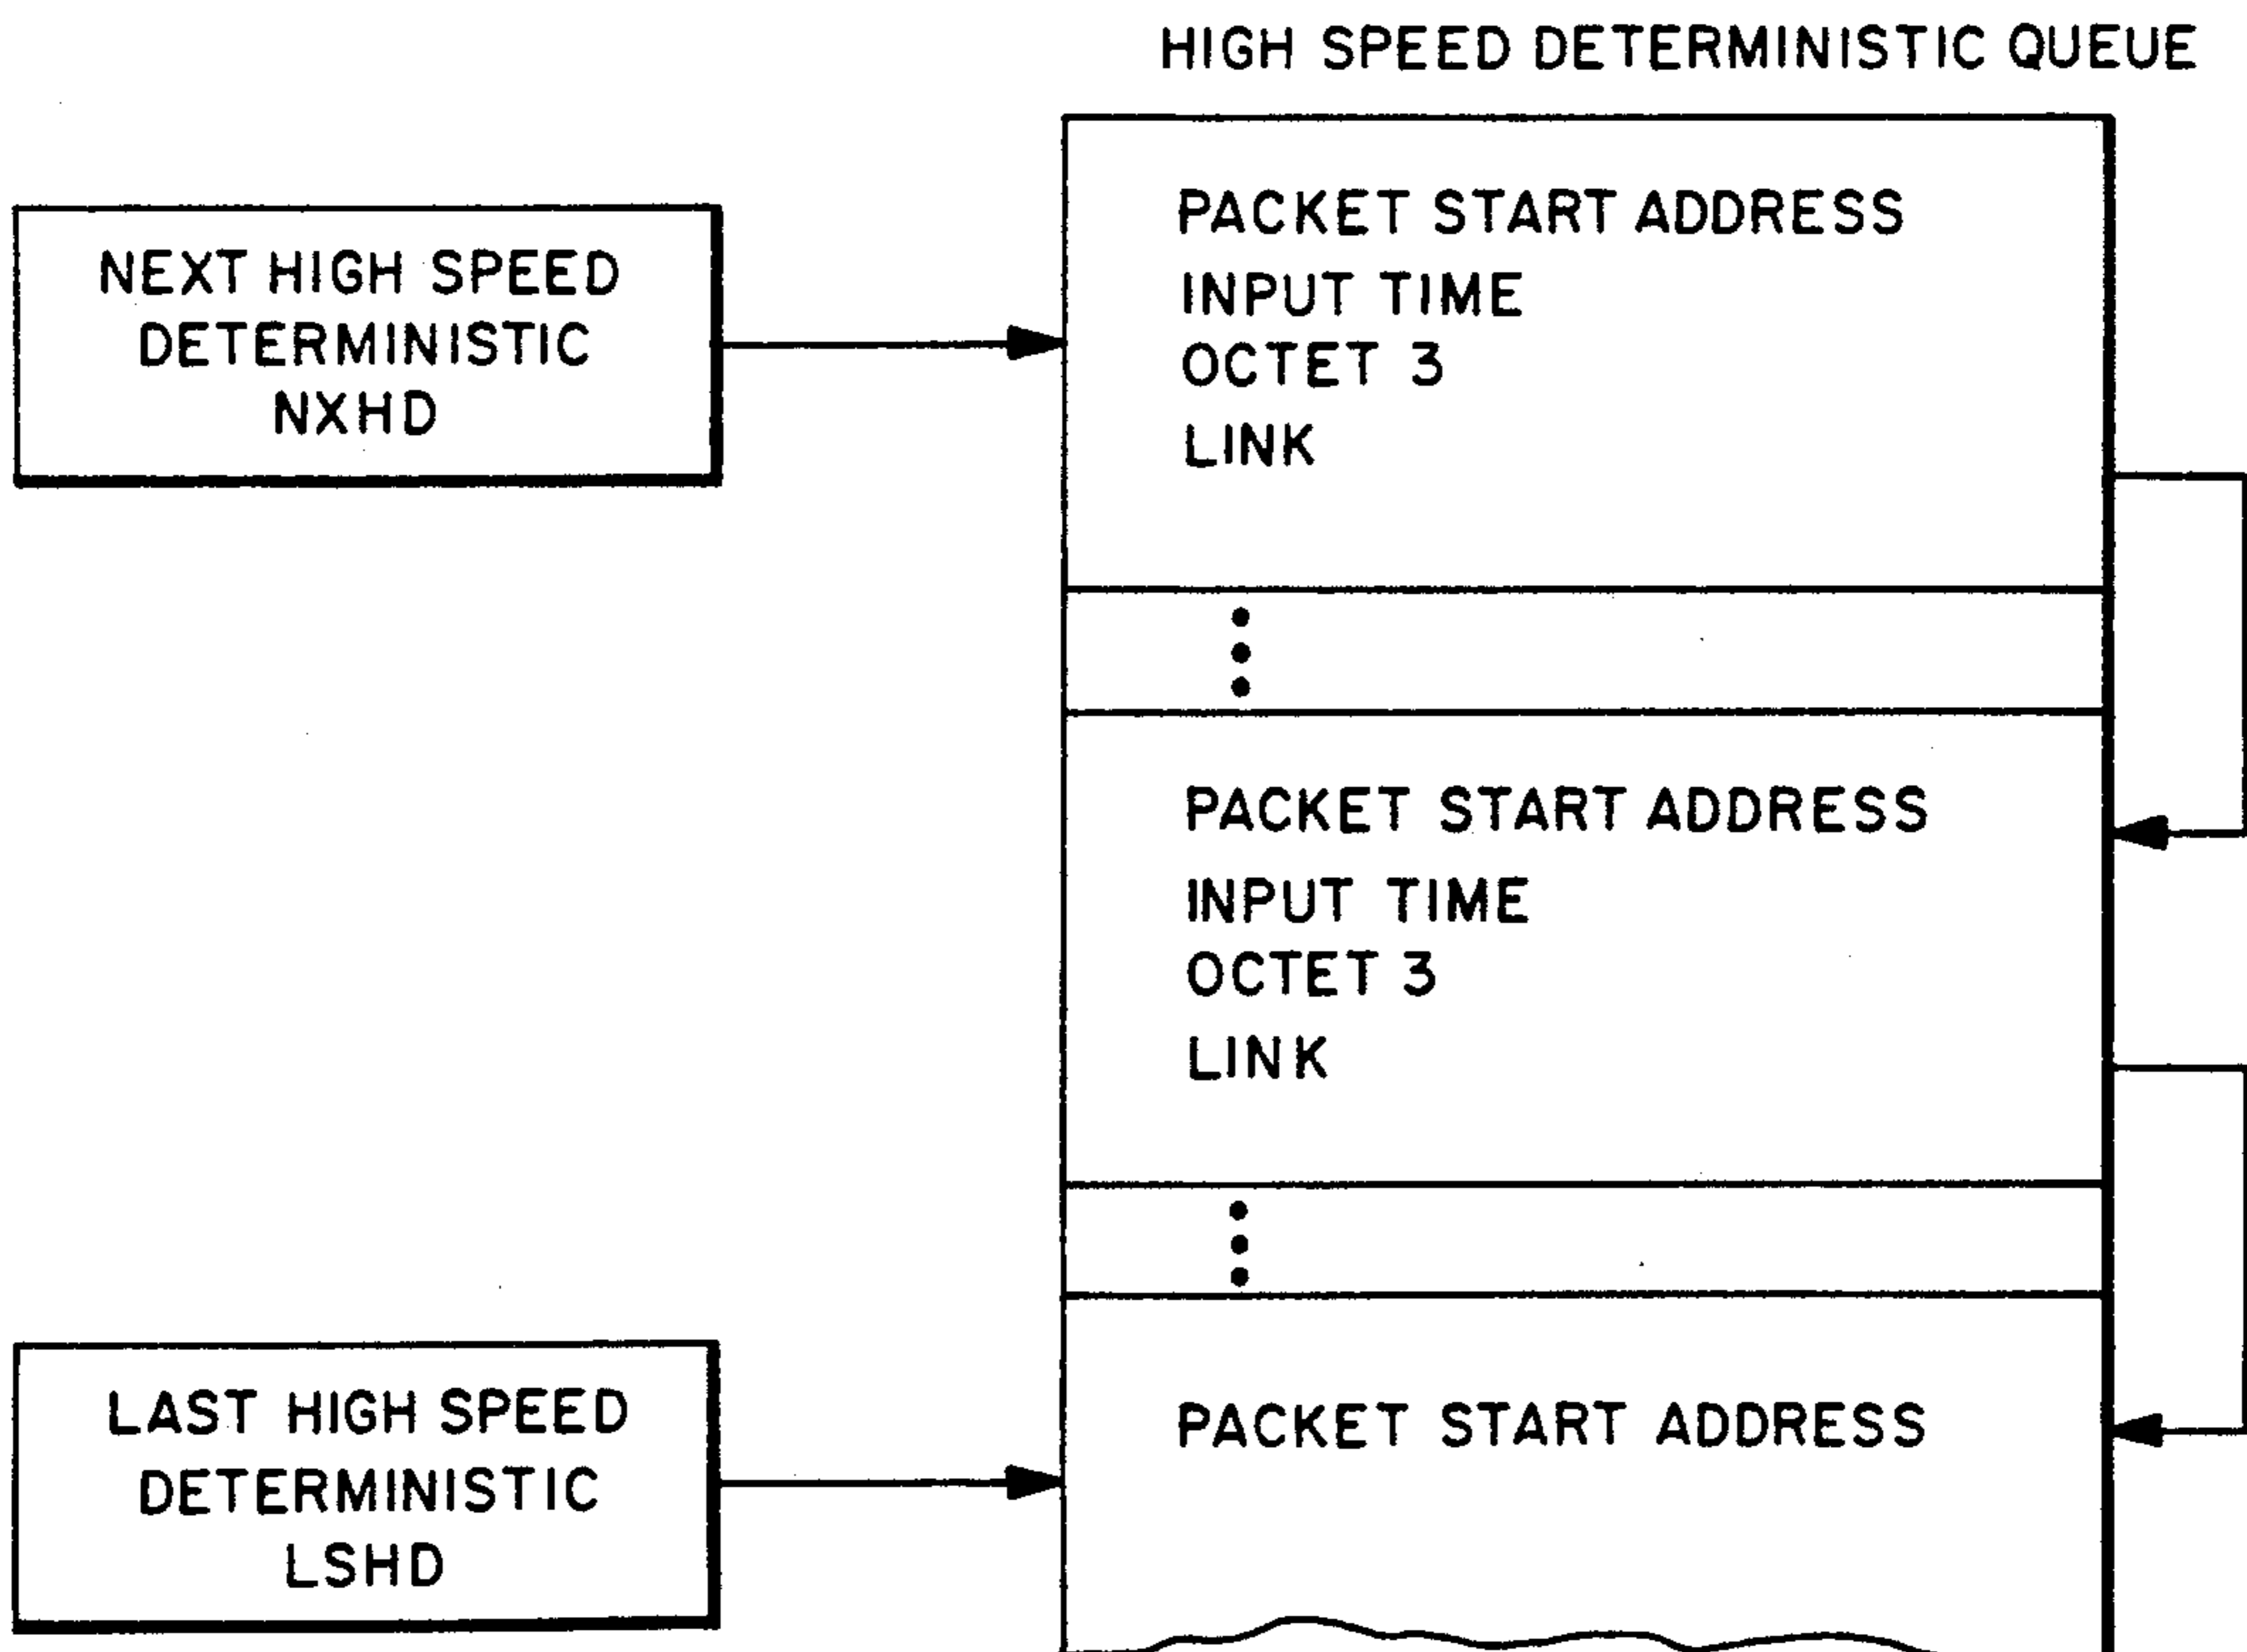 HIGH SPEED DETERMINISTIC QUEUE
NEXT HIGH SPEED
DETERMINISTIC
NXHD
PACKET START ADDRESS
INPUT TIME
OCTET 3
LINK
PACKET START ADDRESS
INPUT TIME
OCTET 3
LINK
LAST HIGH SPEED
DETERMINISTIC
LSHD
PACKET START ADDRESS